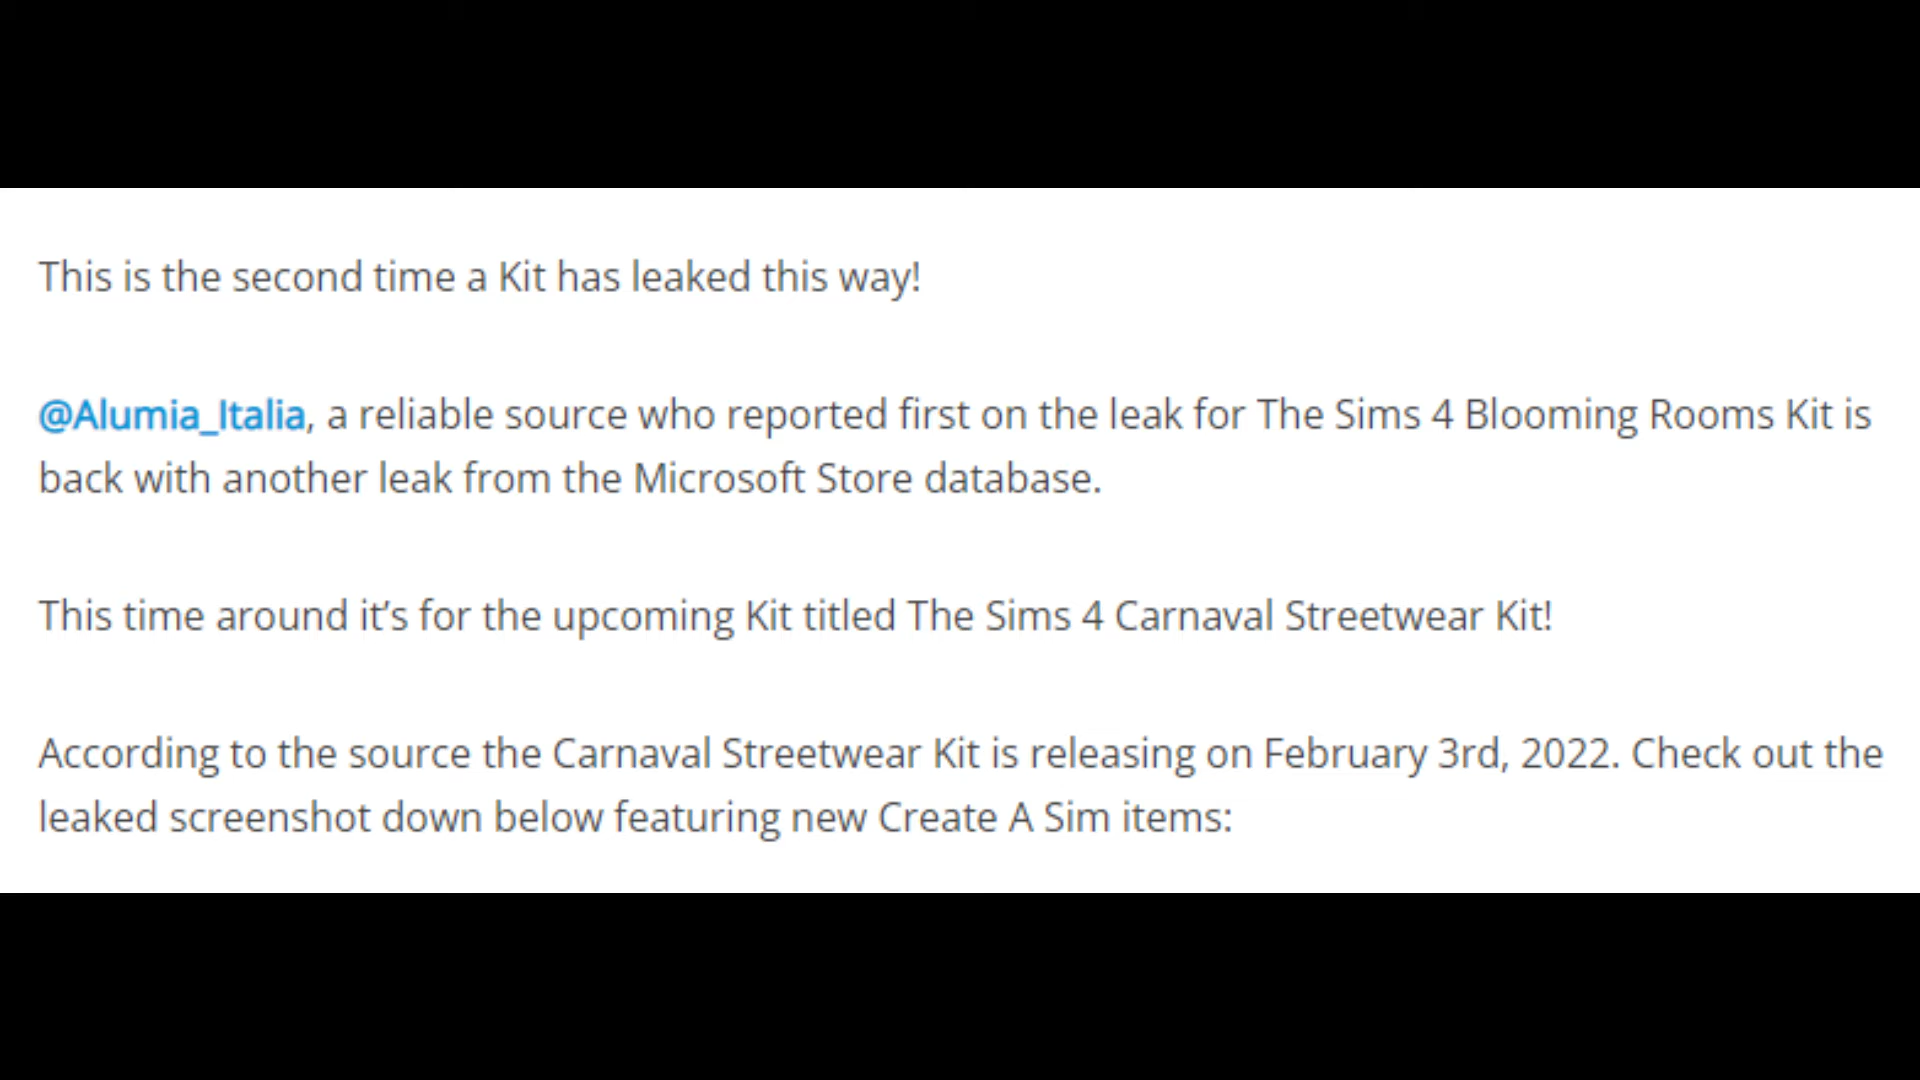 This is the second time a Kit has leaked this way!
@Alumia_Italia, a reliable source who reported first on the leak for The Sims 4 Blooming Rooms Kit is
back with another leak from the Microsoft Store database.
This time around it’s for the upcoming Kit titled The Sims 4 Carnaval Streetwear Kit!
According to the source the Carnaval Streetwear Kit is releasing on February 3rd, 2022. Check out the
leaked screenshot down below featuring new Create A Sim items: